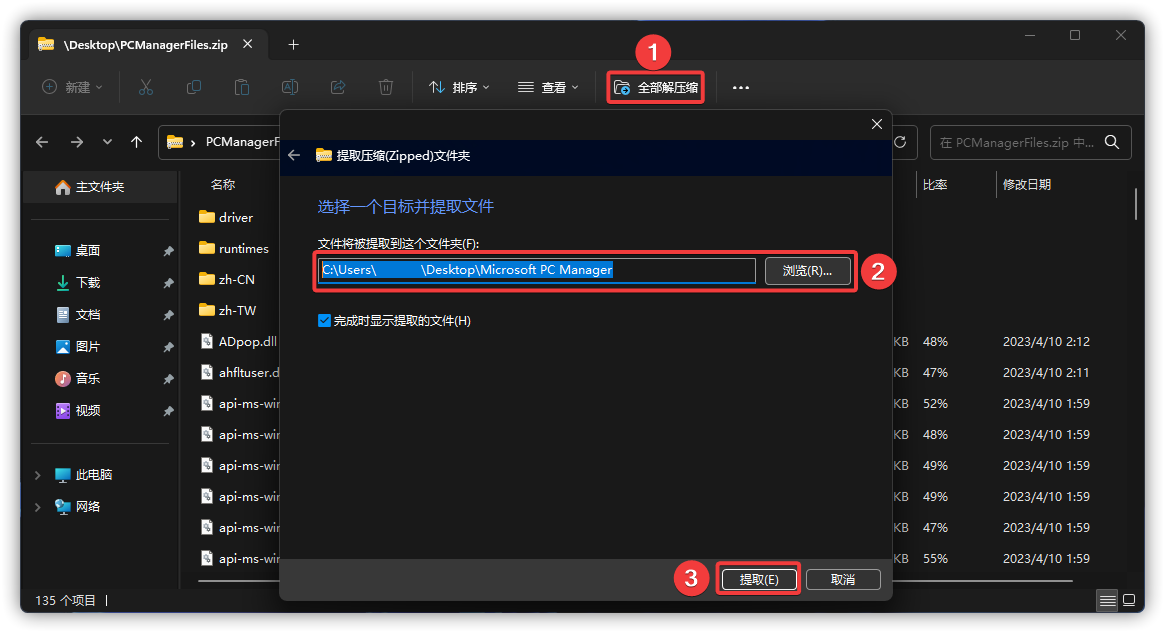 \Desktop\PCManagerFiles.zip
1
新建
排序
查看
全部解压缩
PCManagerF
在 PCManagerFiles.zip 中...
提取压缩(Zipped)文件夹
主文件夹
名称
比率
修改日期
选择一个目标并提取文件
文件将被提取到这个文件夹(F):
C:\Users\ \Desktop\Microsoft PC Manager
浏览(R)...
2
完成时显示提取的文件(H)
桌面
下载
文档
图片
音乐
视频
此电脑
网络
driver
runtimes
zh-CN
zh-TW
ADpop.dll KB 48% 2023/4/10 2:12
ahfltuser.d KB 47% 2023/4/10 2:11
api-ms-win KB 52% 2023/4/10 1:59
api-ms-win KB 48% 2023/4/10 1:59
api-ms-win KB 49% 2023/4/10 1:59
api-ms-win KB 49% 2023/4/10 1:59
api-ms-win KB 47% 2023/4/10 1:59
api-ms-win KB 55% 2023/4/10 1:59
3
提取(E)
取消
135 个项目